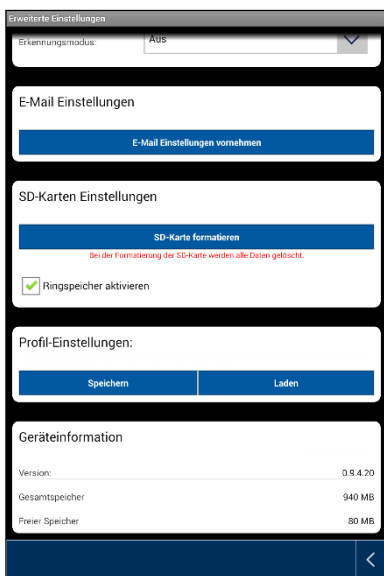 Erweiterte Einstellungen
Erkennungsmodus: Aus
E-Mail Einstellungen
E-Mail Einstellungen vornehmen
SD-Karten Einstellungen
SD-Karte formatieren
Bei der Formatierung der SD-Karte werden alle Daten gelöscht.
Ringspeicher aktivieren
Profil-Einstellungen:
Speichern Laden
Geräteinformation
Version: 0.9.4.20
Gesamtspeicher 940 MB
Freier Speicher 80 MB